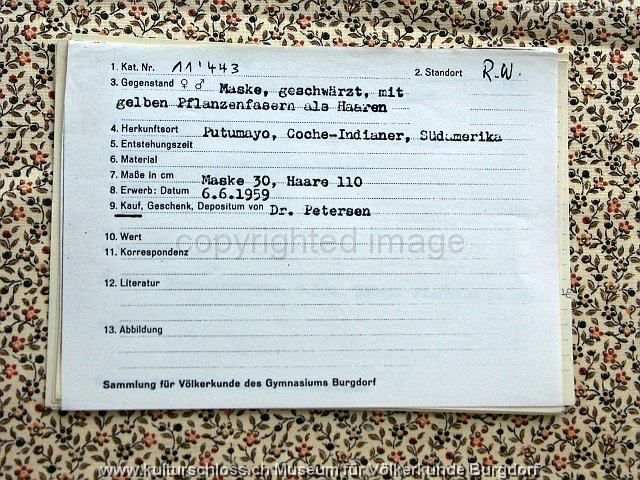 1. Kat. Nr. 11'443 2. Standort R.W.
3. Gegenstand ♀ ♂ Maske, geschwärzt, mit
gelben Pflanzenfasern als Haaren
4. Herkunftsort Putumayo, Coche-Indianer, Südamerika
5. Entstehungszeit
6. Material
7. Maße in cm Maske 30, Haare 110
8. Erwerb: Datum 6.6.1959
9. Kauf, Geschenk, Depositum von Dr. Petersen
10. Wert
copyrighted image
11. Korrespondenz
12. Literatur
13. Abbildung
Sammlung für Völkerkunde des Gymnasiums Burgdorf
www.kulturschloss.ch Museum für Völkerkunde Burgdorf